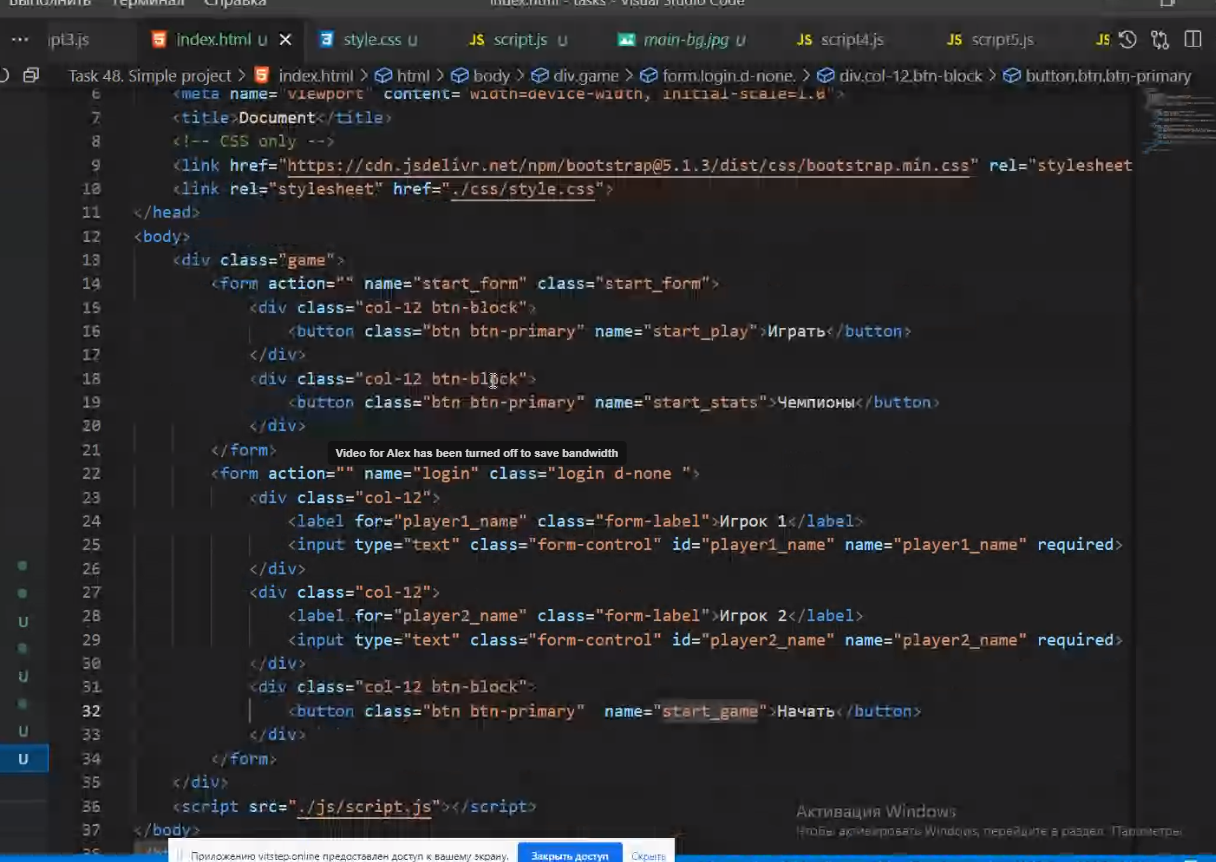 Выполнить Терминал Справка index.html - tasks - Visual Studio Code
··· ipt3.js index.html U × style.css U JS script.js U main-bg.jpg U JS script4.js JS script5.js JS
Task 48. Simple project > index.html > html > body > div.game > form.login.d-none. > div.col-12.btn-block > button.btn.btn-primary
6 <meta name="viewport" content="width=device-width, initial-scale=1.0">
7 <title>Document</title>
8 <!-- CSS only -->
9 <link href="https://cdn.jsdelivr.net/npm/bootstrap@5.1.3/dist/css/bootstrap.min.css" rel="stylesheet
10 <link rel="stylesheet" href="./css/style.css">
11 </head>
12 <body>
13 <div class="game">
14 <form action="" name="start_form" class="start_form">
15 <div class="col-12 btn-block">
16 <button class="btn btn-primary" name="start_play">Играть</button>
17 </div>
18 <div class="col-12 btn-block">
19 <button class="btn btn-primary" name="start_stats">Чемпионы</button>
20 </div>
21 </form>
Video for Alex has been turned off to save bandwidth
22 <form action="" name="login" class="login d-none ">
23 <div class="col-12">
24 <label for="player1_name" class="form-label">Игрок 1</label>
25 <input type="text" class="form-control" id="player1_name" name="player1_name" required>
26 </div>
27 <div class="col-12">
28 <label for="player2_name" class="form-label">Игрок 2</label>
29 <input type="text" class="form-control" id="player2_name" name="player2_name" required>
30 </div>
31 <div class="col-12 btn-block">
32 <button class="btn btn-primary"  name="start_game">Начать</button>
33 </div>
34 </form>
35 </div>
36 <script src="./js/script.js"></script>
37 </body>
U
U
U
U
Активация Windows
Чтобы активировать Windows, перейдите в раздел "Параметры
Приложению vitstep.online предоставлен доступ к вашему экрану. Закрыть доступ Скрыть